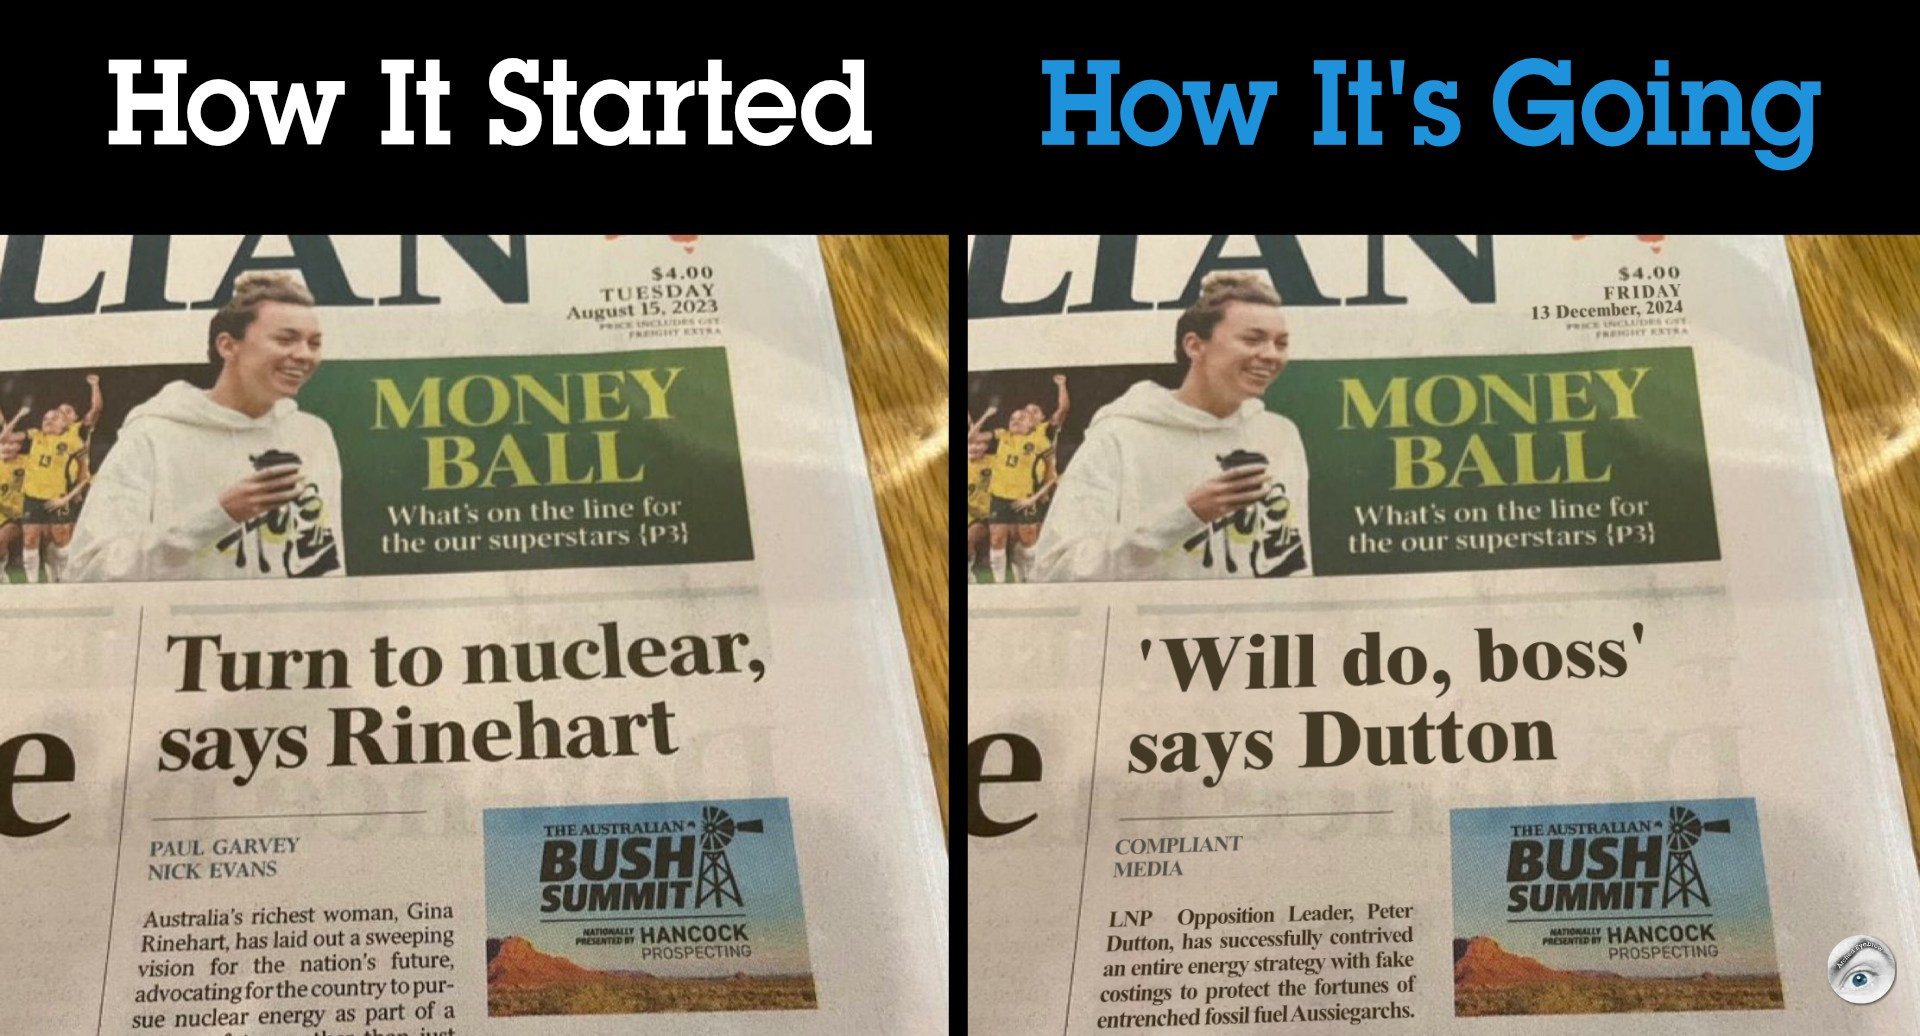 How It Started
LIAN
$4.00
TUESDAY
August 15, 2023
PRICE INCLUDES GST
FREIGHT EXTRA
13
MONEY
BALL
What's on the line for
the our superstars {P3}
Turn to nuclear,
says Rinehart
e
PAUL GARVEY
NICK EVANS
Australia's richest woman, Gina
Rinehart, has laid out a sweeping
vision for the nation's future,
advocating for the country to pur-
sue nuclear energy as part of a
THE AUSTRALIAN
BUSH
SUMMIT
NATIONALLY
PRESENTED BY
HANCOCK
PROSPECTING
How It's Going
LIAN
$4.00
FRIDAY
13 December, 2024
PRICE INCLUDES GST
FREIGHT EXTRA
13
MONEY
BALL
What's on the line for
the our superstars {P3}
'Will do, boss'
says Dutton
e
COMPLIANT
MEDIA
LNP Opposition Leader, Peter
Dutton, has successfully contrived
an entire energy strategy with fake
costings to protect the fortunes of
entrenched fossil fuel Aussiegarchs.
THE AUSTRALIAN
BUSH
SUMMIT
NATIONALLY
PRESENTED BY
HANCOCK
PROSPECTING